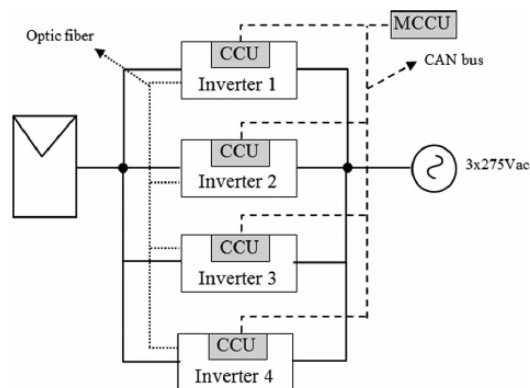 MCCU
Optic fiber
CCU
Inverter 1
CAN bus
CCU
Inverter 2
3x275Vac
CCU
Inverter 3
CCU
Inverter 4